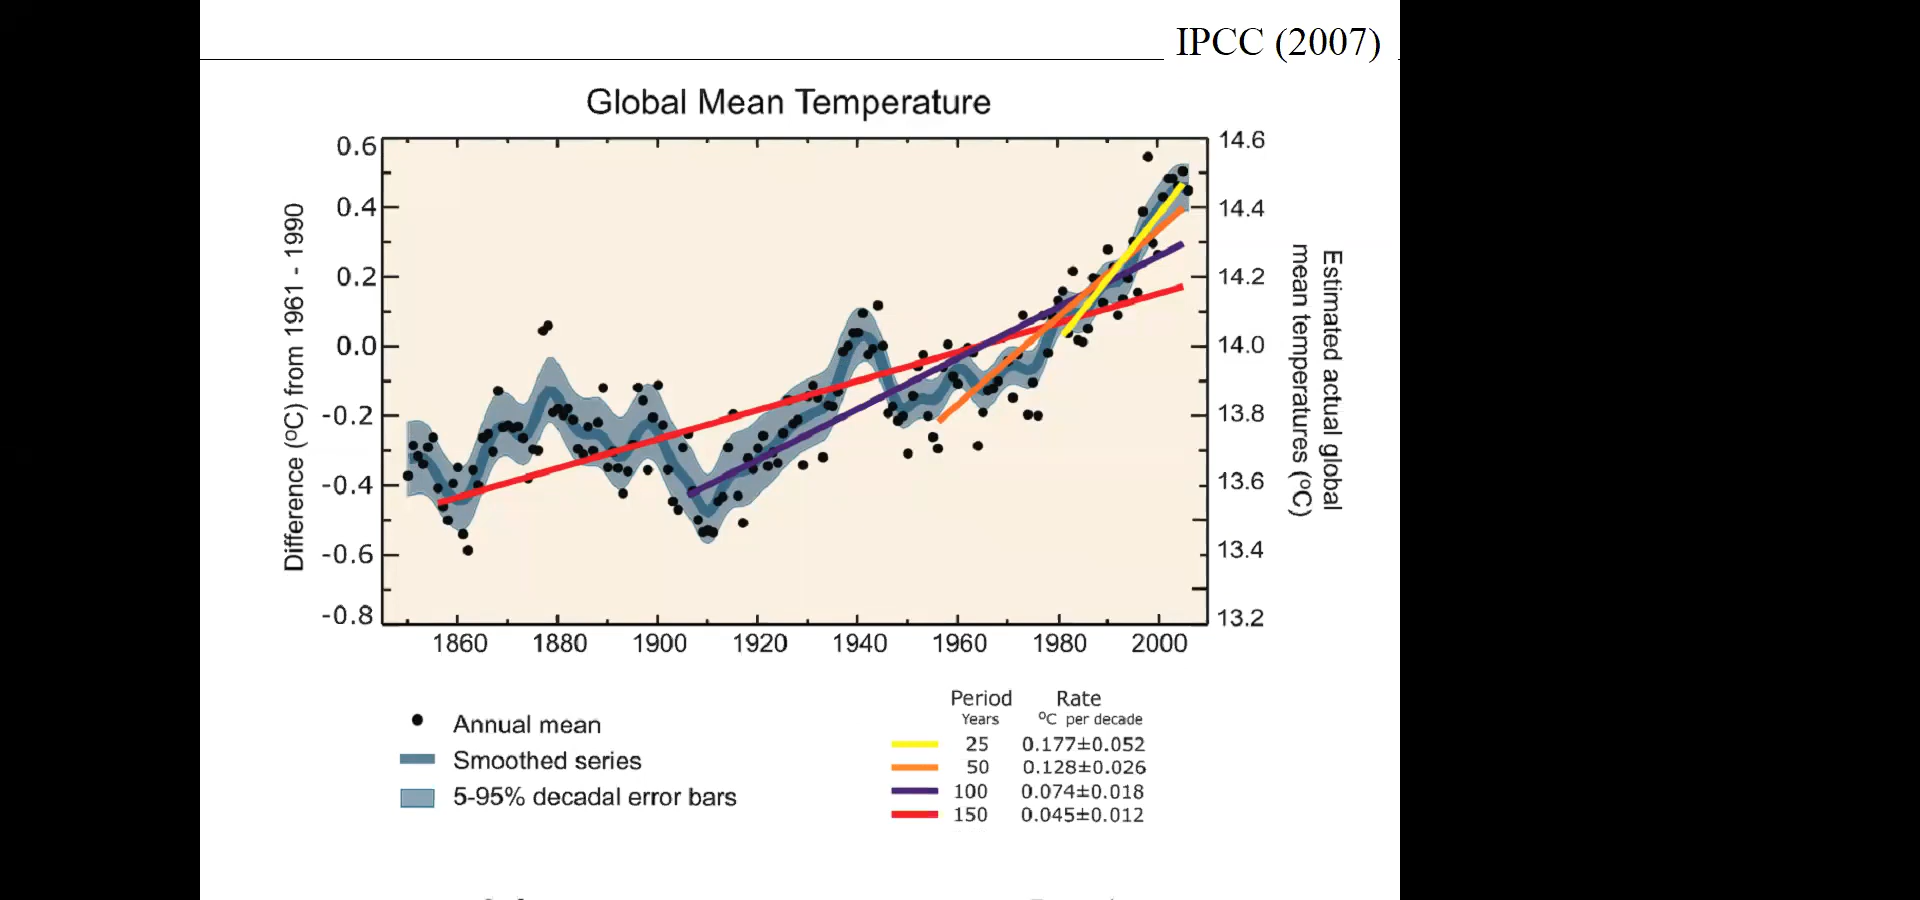 IPCC (2007)
Global Mean Temperature
0.6
0.4
0.2
0.0
-0.2
-0.4
-0.6
-0.8
Difference (oC) from 1961 - 1990
14.6
14.4
14.2
14.0
13.8
13.6
13.4
13.2
Estimated actual global
mean temperatures (oC)
1860 1880 1900 1920 1940 1960 1980 2000
Annual mean
Smoothed series
5-95% decadal error bars
Period Rate
Years oC per decade
25 0.177±0.052
50 0.128±0.026
100 0.074±0.018
150 0.045±0.012